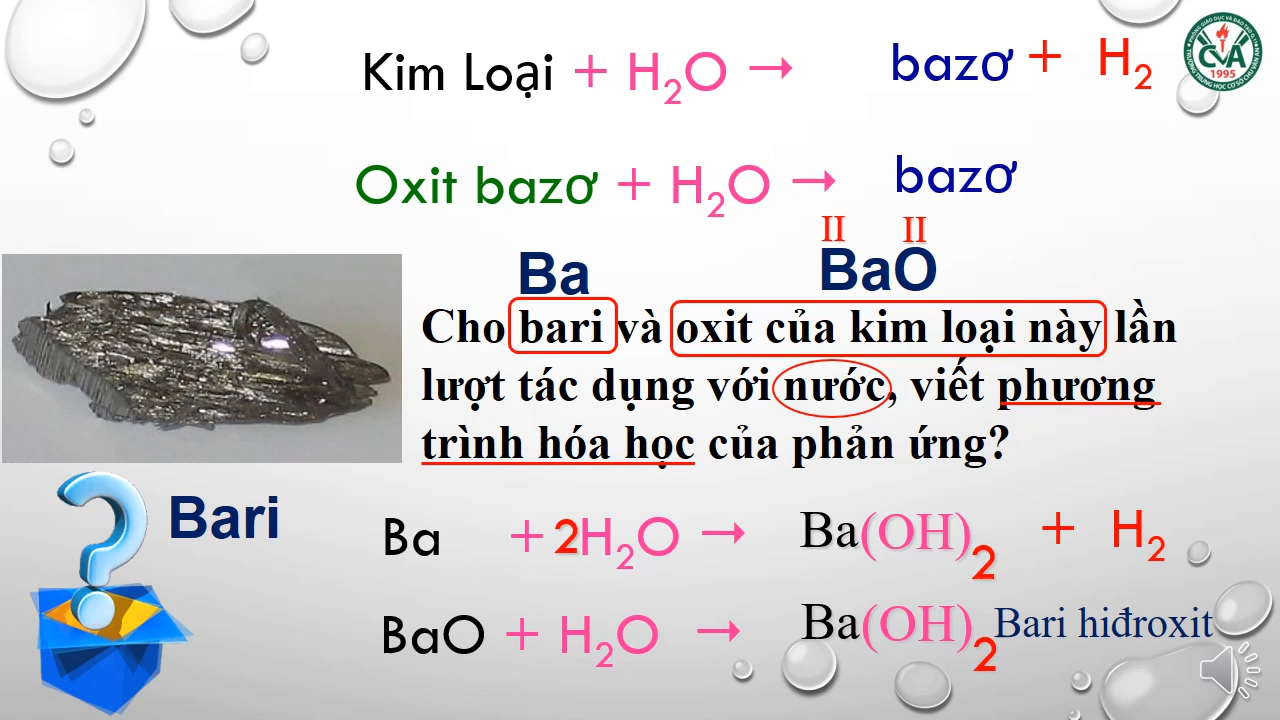 Kim Loại + H₂O → bazơ + H₂
CVA
1995
Oxit bazơ + H₂O → bazơ
II II
Ba BaO
Cho bari và oxit của kim loại này lần
lượt tác dụng với nước, viết phương
trình hóa học của phản ứng?
Bari
Ba + 2H₂O → Ba(OH)₂ + H₂
BaO + H₂O → Ba(OH)₂ Bari hiđroxit